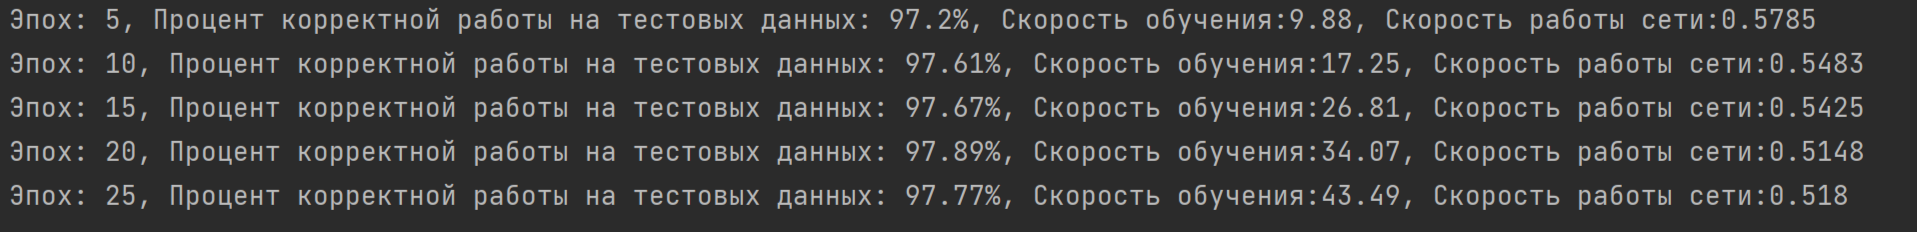 Эпох: 5, Процент корректной работы на тестовых данных: 97.2%, Скорость обучения:9.88, Скорость работы сети:0.5785
Эпох: 10, Процент корректной работы на тестовых данных: 97.61%, Скорость обучения:17.25, Скорость работы сети:0.5483
Эпох: 15, Процент корректной работы на тестовых данных: 97.67%, Скорость обучения:26.81, Скорость работы сети:0.5425
Эпох: 20, Процент корректной работы на тестовых данных: 97.89%, Скорость обучения:34.07, Скорость работы сети:0.5148
Эпох: 25, Процент корректной работы на тестовых данных: 97.77%, Скорость обучения:43.49, Скорость работы сети:0.518